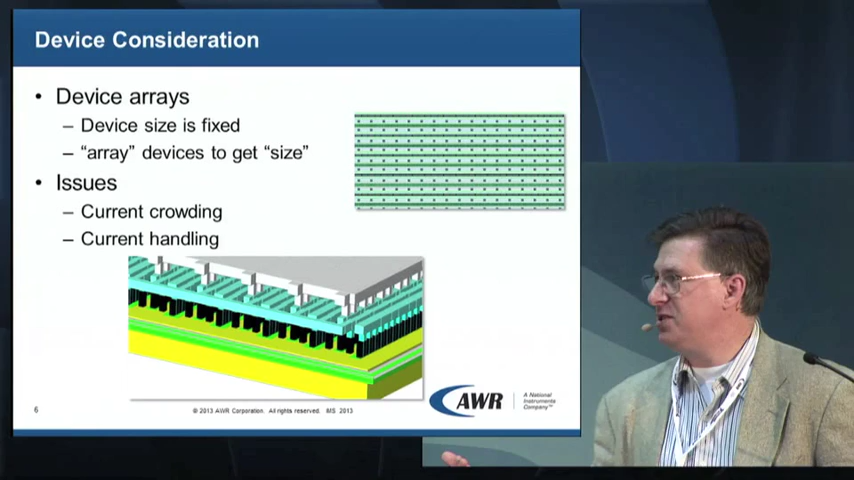 Device Consideration
• Device arrays
– Device size is fixed
– “array” devices to get “size”
• Issues
– Current crowding
– Current handling
6
© 2013 AWR Corporation. All rights reserved. IMS 2013
AWR
A National
Instruments
Company™